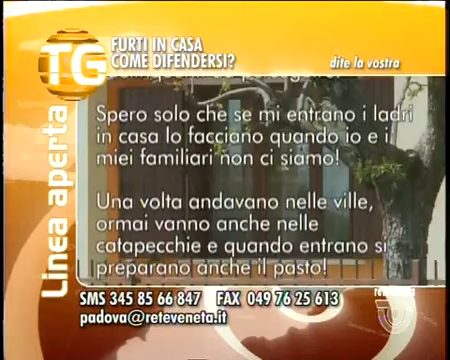 TG
Linea aperta
FURTI IN CASA
COME DIFENDERSI?
dite la vostra
Spero solo che se mi entrano i ladri
in casa lo facciano quando io e i
miei familiari non ci siamo!
Una volta andavano nelle ville,
ormai vanno anche nelle
catapecchie e quando entrano si
preparano anche il pasto!
SMS 345 85 66 847 FAX 049 76 25 613
padova@reteveneta.it